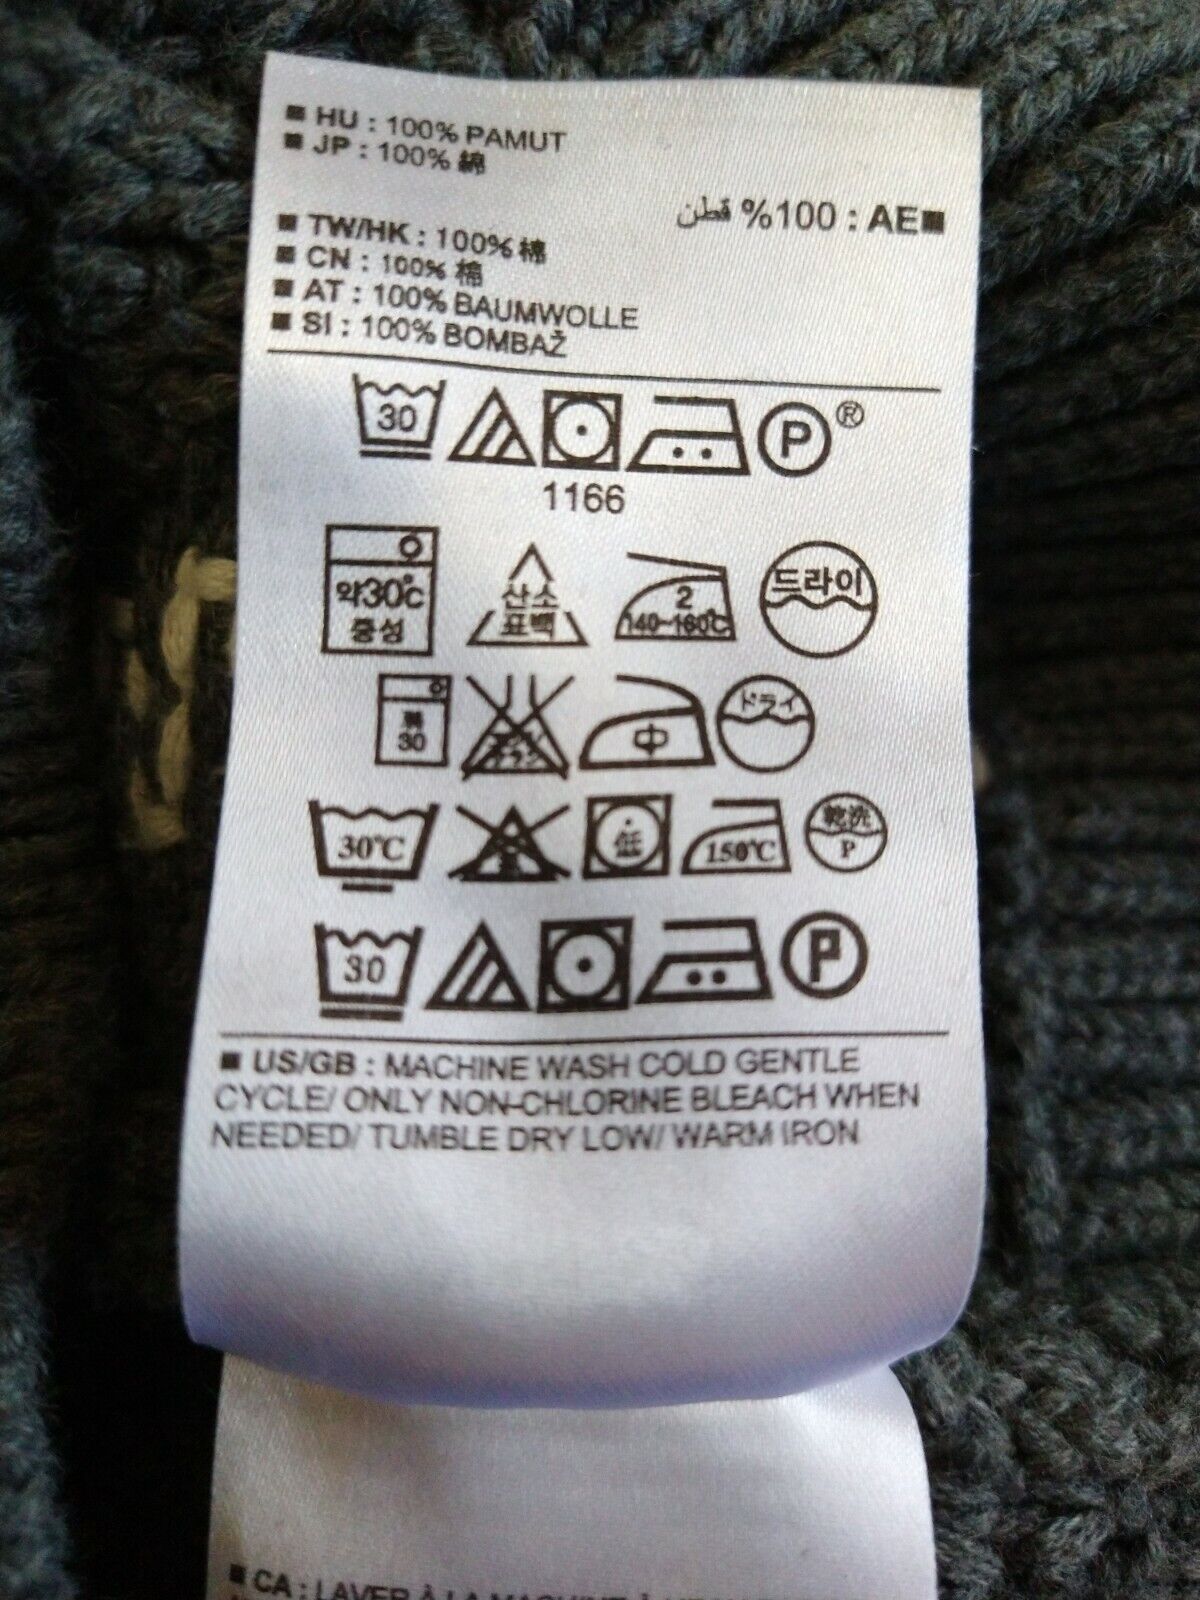 ■ HU : 100% PAMUT
■ JP : 100% 綿
قطن %100 : AE■
■ TW/HK : 100% 棉
■ CN : 100% 棉
■ AT : 100% BAUMWOLLE
■ SI : 100% BOMBAŽ
30 P ®
1166
약30℃ 중성 산소 표백 2 140~160℃ 드라이
30 中 ドライ
30℃ 低 150℃ 乾洗 P
30 P
■ US/GB : MACHINE WASH COLD GENTLE
CYCLE/ ONLY NON-CHLORINE BLEACH WHEN
NEEDED/ TUMBLE DRY LOW/ WARM IRON
■ CA : LAVER À LA MACHINE À